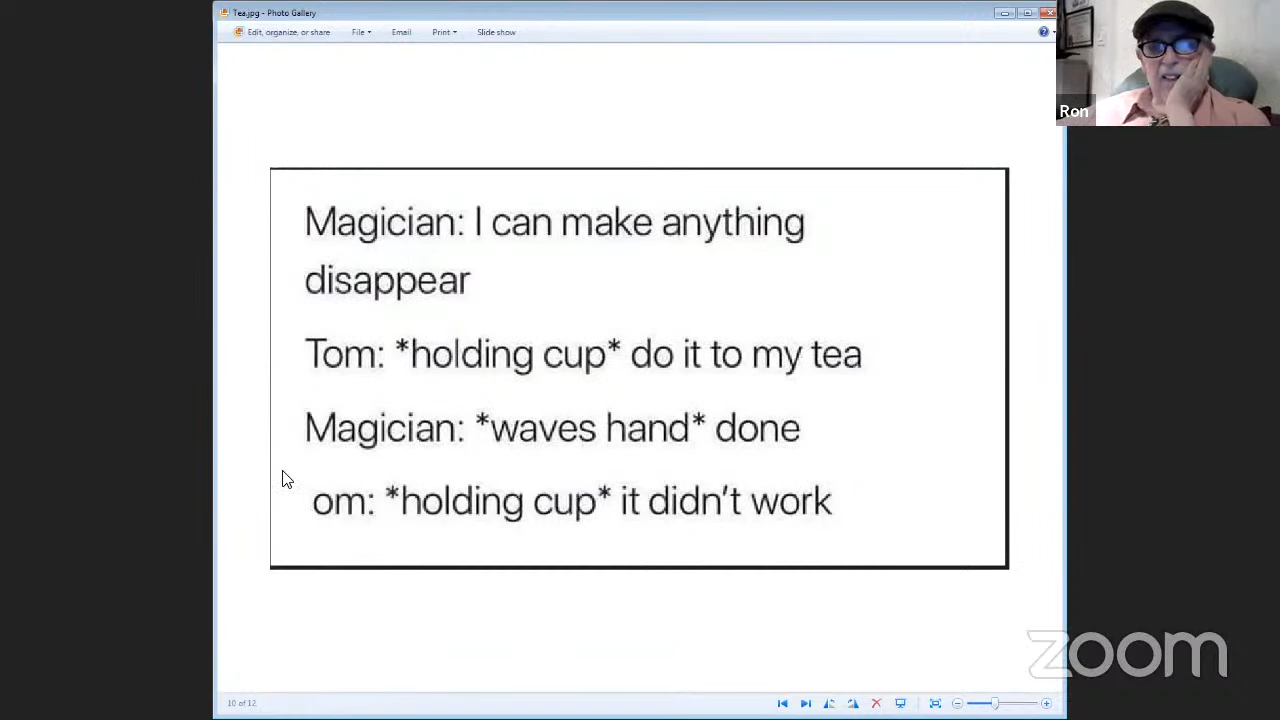 Tea.jpg - Photo Gallery
Edit, organize, or share File Email Print Slide show
Ron
Magician: I can make anything
disappear
Tom: *holding cup* do it to my tea
Magician: *waves hand* done
om: *holding cup* it didn't work
zoom
10 of 12